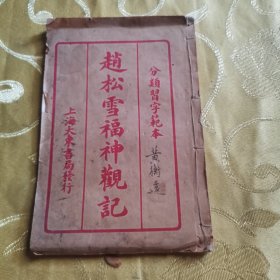 分類習字範本
黃衡遠
趙松雪福神觀記
上海大東書局發行